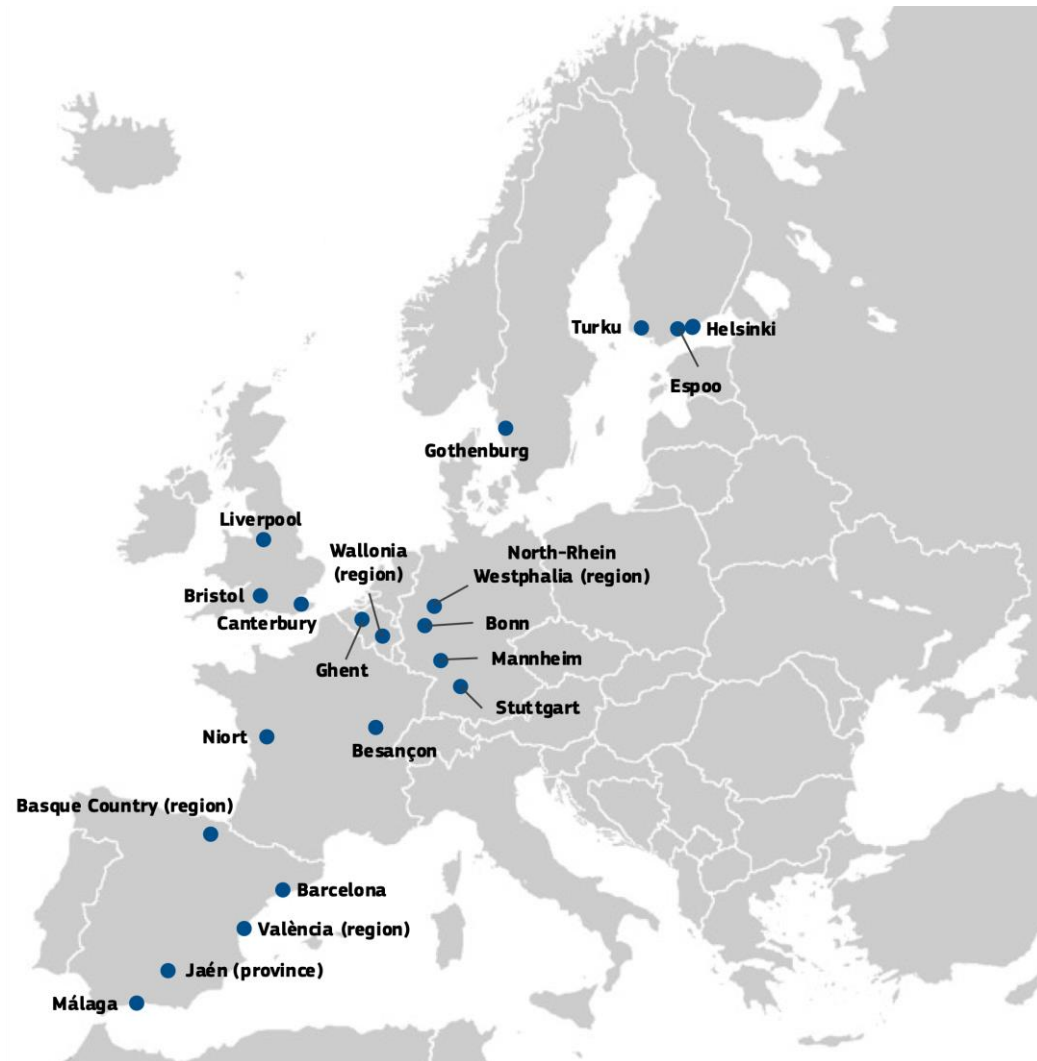 Turku
Helsinki
Espoo
Gothenburg
Liverpool
Wallonia
(region)
North-Rhein
Westphalia (region)
Bristol
Canterbury
Ghent
Bonn
Mannheim
Stuttgart
Niort
Besançon
Basque Country (region)
Barcelona
València (region)
Jaén (province)
Málaga